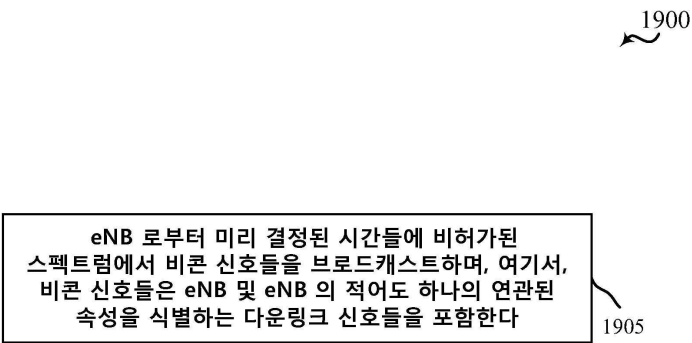 1900
eNB 로부터 미리 결정된 시간들에 비허가된
스펙트럼에서 비콘 신호들을 브로드캐스트하며, 여기서,
비콘 신호들은 eNB 및 eNB 의 적어도 하나의 연관된
속성을 식별하는 다운링크 신호들을 포함한다
1905